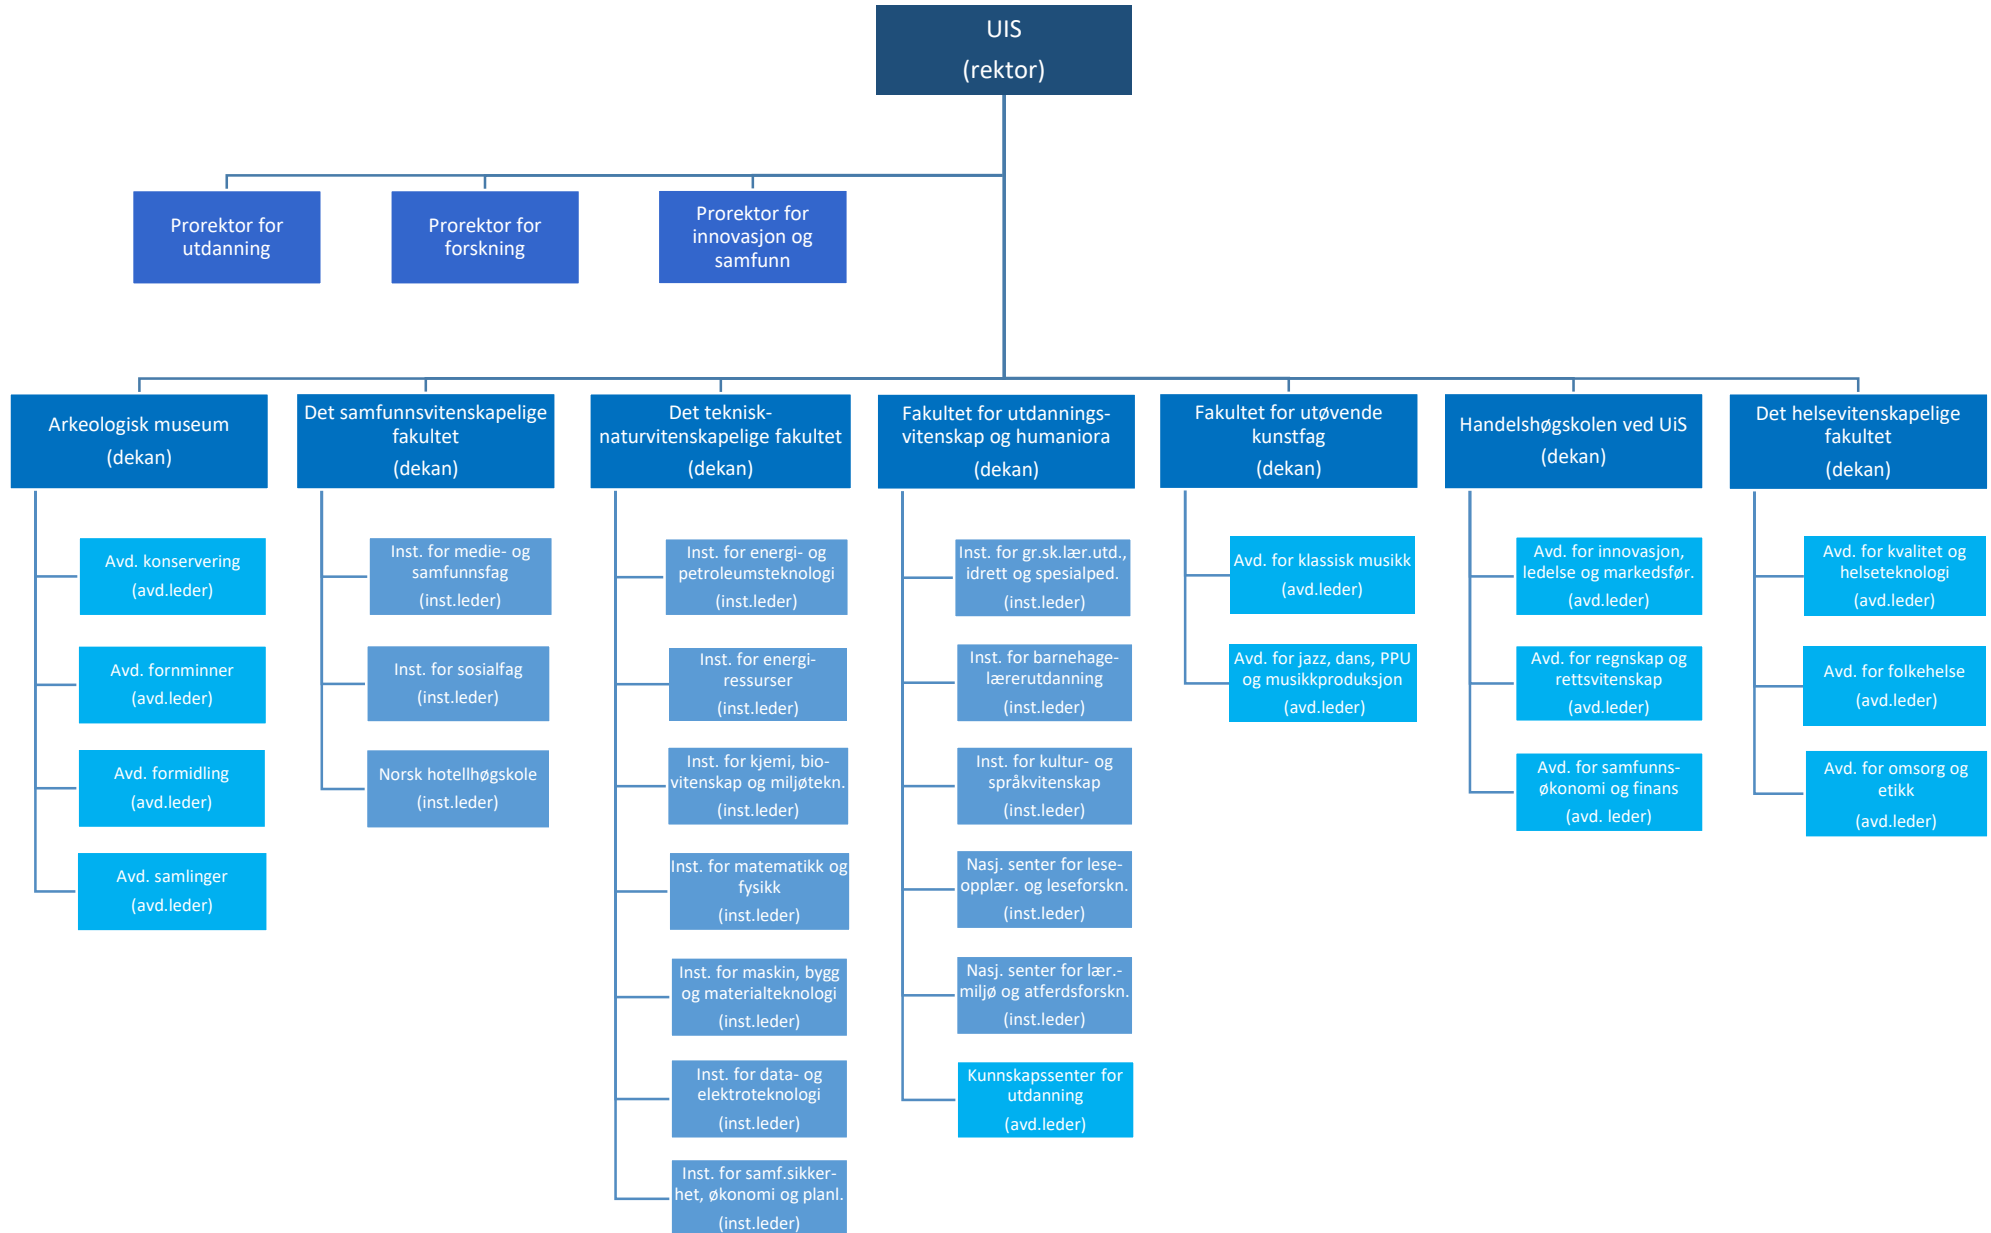 UIS
(rektor)
Prorektor for
utdanning
Prorektor for
forskning
Prorektor for
innovasjon og
samfunn
Arkeologisk museum
(dekan)
Det samfunnsvitenskapelige
fakultet
(dekan)
Det teknisk-
naturvitenskapelige fakultet
(dekan)
Fakultet for utdannings-
vitenskap og humaniora
(dekan)
Fakultet for utøvende
kunstfag
(dekan)
Handelshøgskolen ved UiS
(dekan)
Det helsevitenskapelige
fakultet
(dekan)
Avd. konservering
(avd.leder)
Avd. fornminner
(avd.leder)
Avd. formidling
(avd.leder)
Avd. samlinger
(avd.leder)
Inst. for medie- og
samfunnsfag
(inst.leder)
Inst. for sosialfag
(inst.leder)
Norsk hotellhøgskole
(inst.leder)
Inst. for energi- og
petroleumsteknologi
(inst.leder)
Inst. for energi-
ressurser
(inst.leder)
Inst. for kjemi, bio-
vitenskap og miljøtekn.
(inst.leder)
Inst. for matematikk og
fysikk
(inst.leder)
Inst. for maskin, bygg
og materialteknologi
(inst.leder)
Inst. for data- og
elektroteknologi
(inst.leder)
Inst. for samf.sikker-
het, økonomi og planl.
(inst.leder)
Inst. for gr.sk.lær.utd.,
idrett og spesialped.
(inst.leder)
Inst. for barnehage-
lærerutdanning
(inst.leder)
Inst. for kultur- og
språkvitenskap
(inst.leder)
Nasj. senter for lese-
opplær. og leseforskn.
(inst.leder)
Nasj. senter for lær.-
miljø og atferdsforskn.
(inst.leder)
Kunnskapssenter for
utdanning
(avd.leder)
Avd. for klassisk musikk
(avd.leder)
Avd. for jazz, dans, PPU
og musikkproduksjon
(avd.leder)
Avd. for innovasjon,
ledelse og markedsfør.
(avd.leder)
Avd. for regnskap og
rettsvitenskap
(avd.leder)
Avd. for samfunns-
økonomi og finans
(avd. leder)
Avd. for kvalitet og
helseteknologi
(avd.leder)
Avd. for folkehelse
(avd.leder)
Avd. for omsorg og
etikk
(avd.leder)